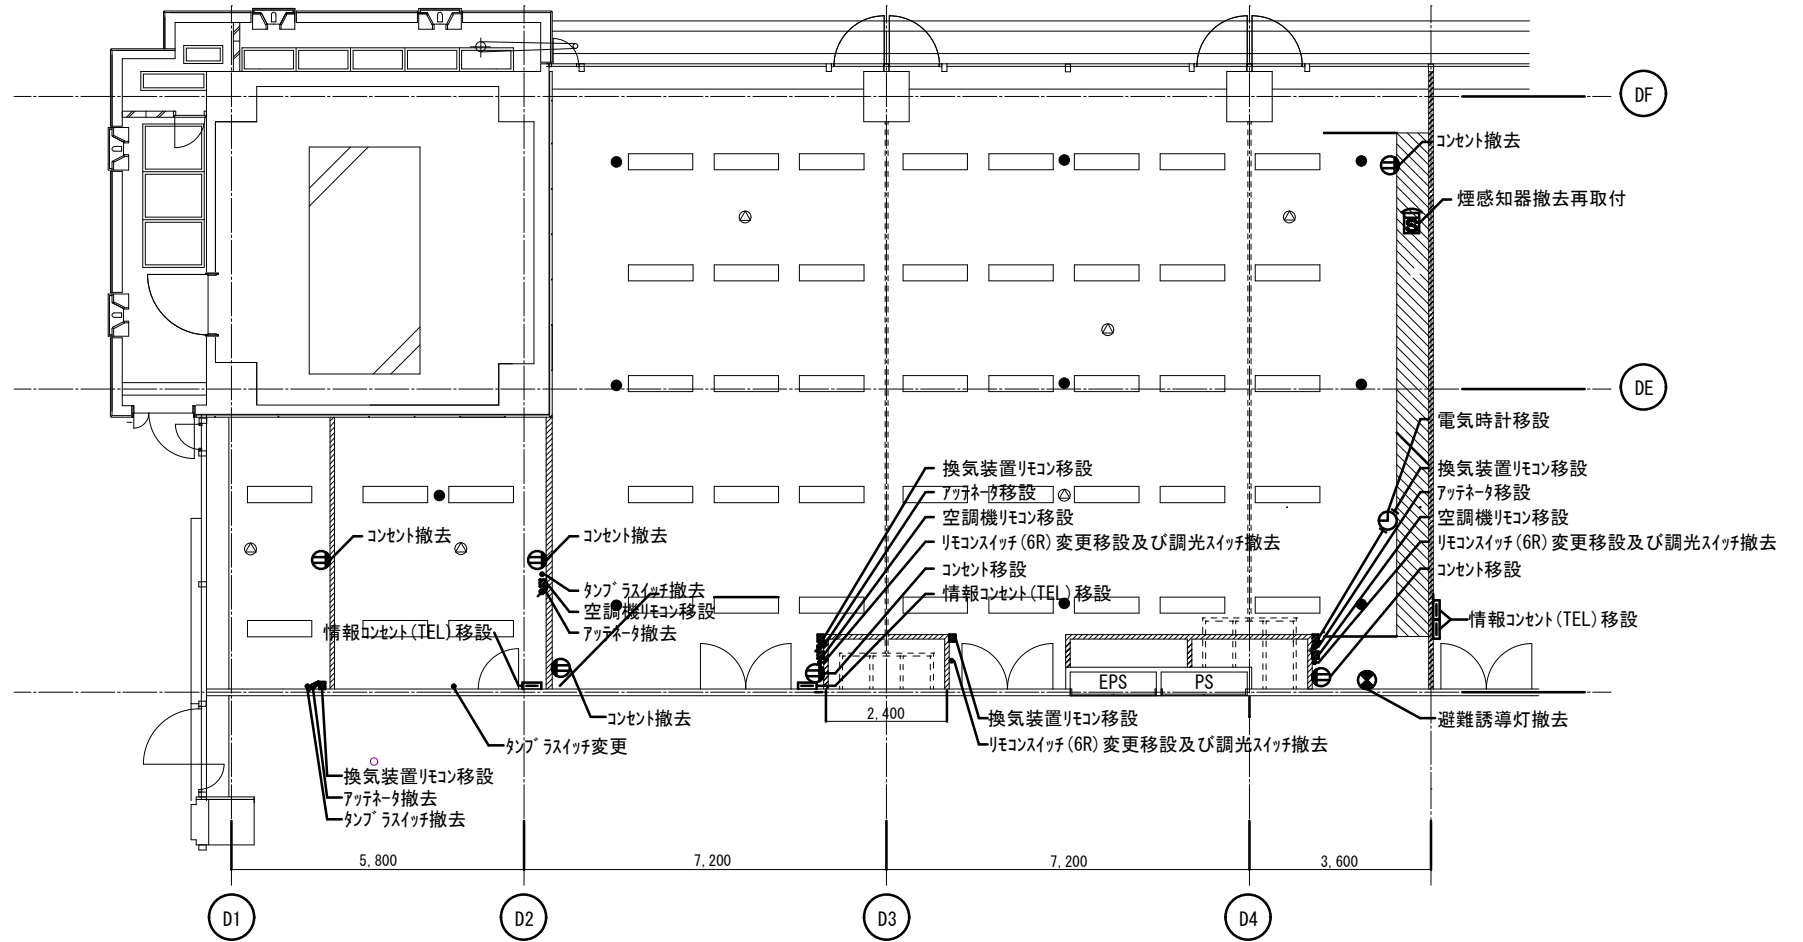 DF
コンセント撤去
煙感知器撤去再取付
DE
電気時計移設
換気装置リモコン移設
アッテネータ移設
空調機リモコン移設
リモコンスイッチ(6R)変更移設及び調光スイッチ撤去
コンセント移設
情報コンセント(TEL)移設
換気装置リモコン移設
アッテネータ移設
空調機リモコン移設
リモコンスイッチ(6R)変更移設及び調光スイッチ撤去
コンセント移設
情報コンセント(TEL)移設
コンセント撤去
コンセント撤去
タンブラスイッチ撤去
空調機リモコン移設
アッテネータ撤去
情報コンセント(TEL)移設
EPS
PS
2,400
コンセント撤去
タンブラスイッチ変更
換気装置リモコン移設
リモコンスイッチ(6R)変更移設及び調光スイッチ撤去
避難誘導灯撤去
換気装置リモコン移設
アッテネータ撤去
タンブラスイッチ撤去
5,800
7,200
7,200
3,600
D1
D2
D3
D4